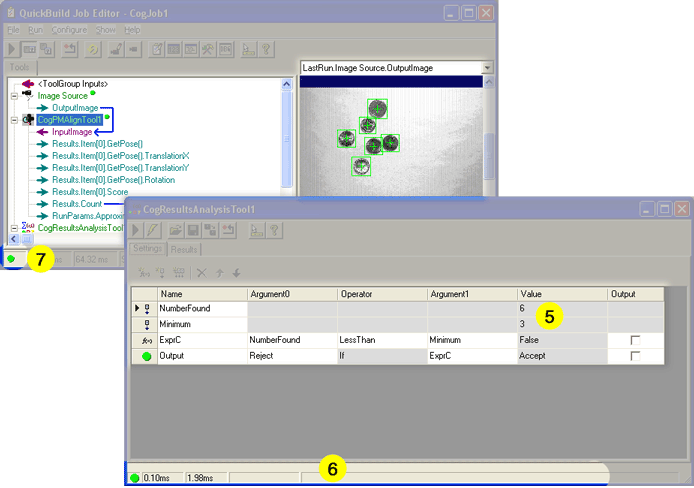 QuickBuild Job Editor - CogJob1
File Run Configure Show Help
Tools
LastRun.Image Source.OutputImage
<ToolGroup Inputs>
Image Source
OutputImage
CogPMAlignTool1
InputImage
Results.Item[0].GetPose()
Results.Item[0].GetPose().TranslationX
Results.Item[0].GetPose().TranslationY
Results.Item[0].GetPose().Rotation
Results.Item[0].Score
Results.Count
RunParams.Approxin
CogResultsAnalysisTool
7
64.32 ms
CogResultsAnalysisTool1
Settings Results
Name Argument0 Operator Argument1 Value Output
NumberFound 6
Minimum 3
5
ExprC NumberFound LessThan Minimum False
Output Reject If ExprC Accept
6
0.10ms 1.98ms